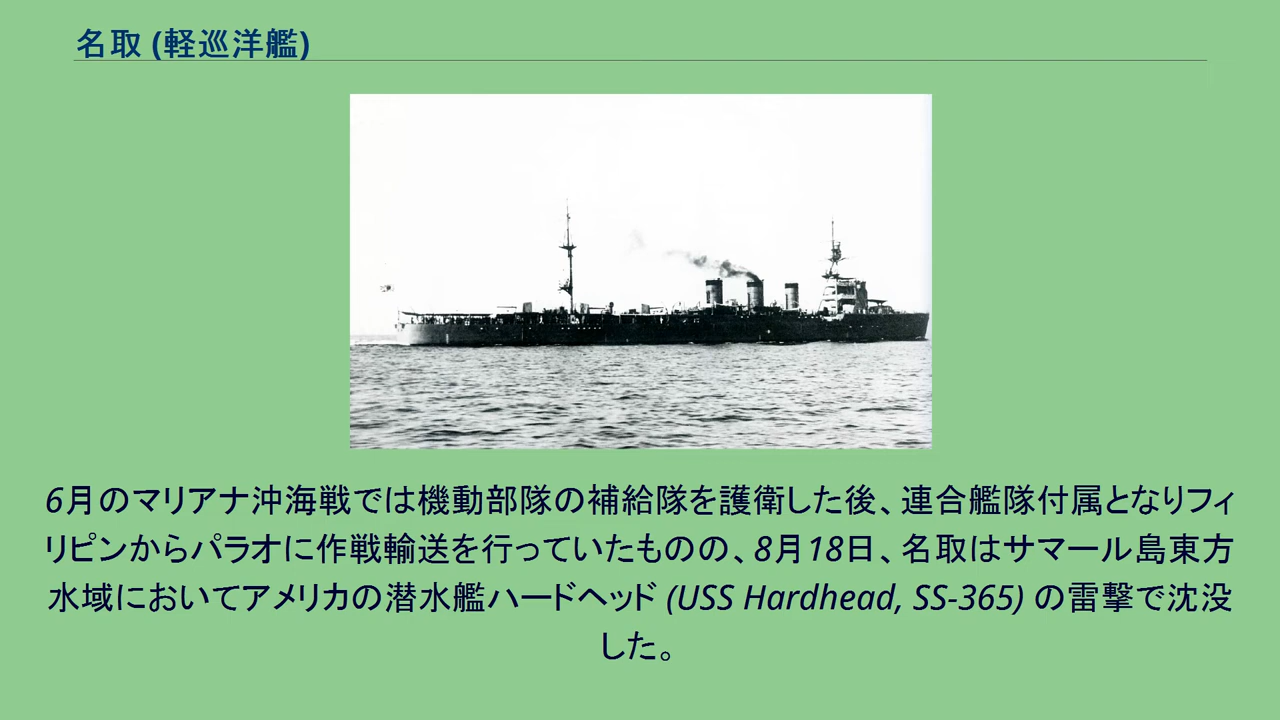 名取 (軽巡洋艦)
6月のマリアナ沖海戦では機動部隊の補給隊を護衛した後、連合艦隊付属となりフィ
リピンからパラオに作戦輸送を行っていたものの、8月18日、名取はサマール島東方
水域においてアメリカの潜水艦ハードヘッド (USS Hardhead, SS-365) の雷撃で沈没
した。